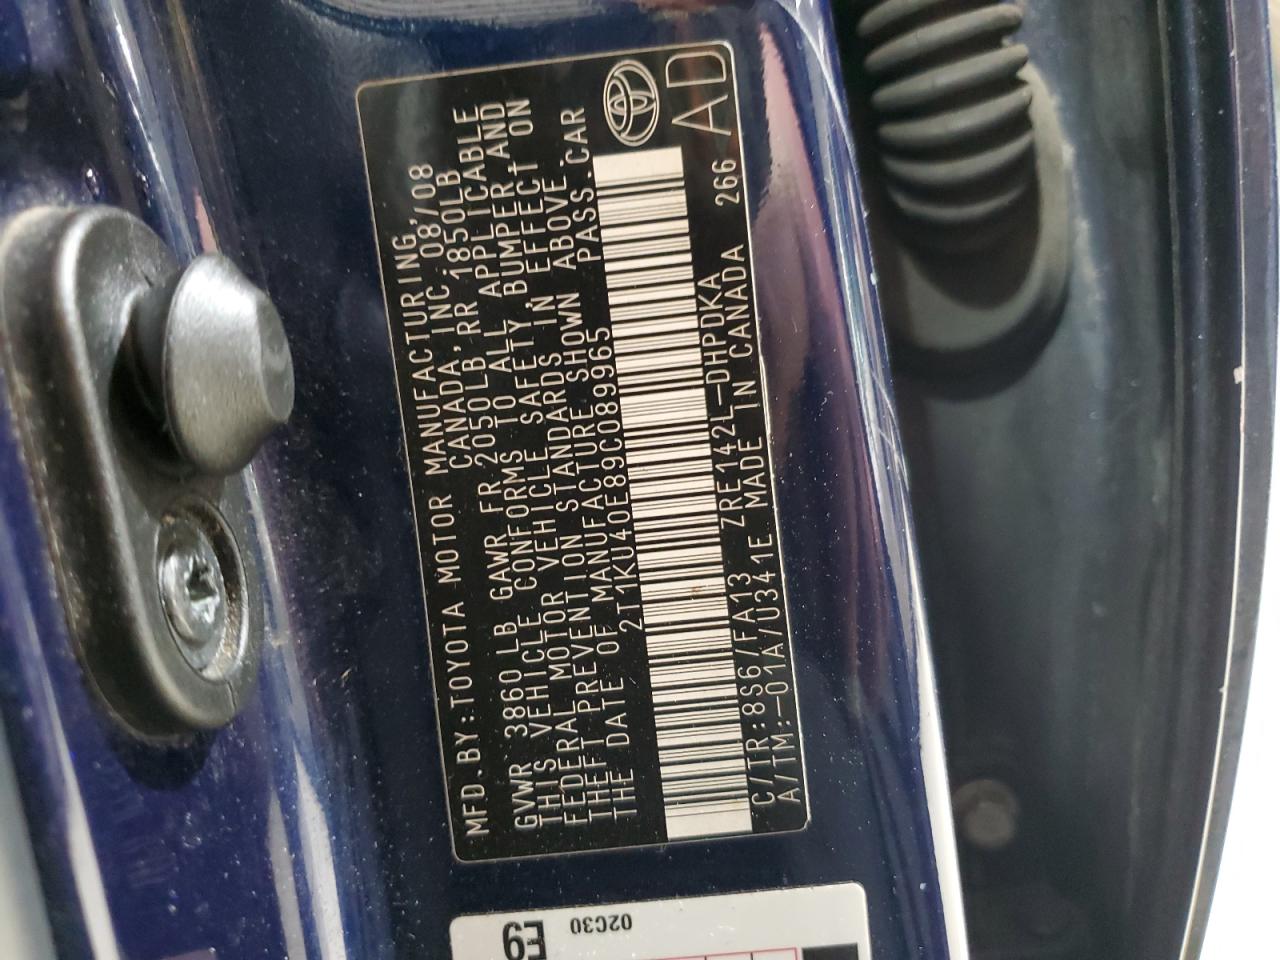 MFD.BY:TOYOTA MOTOR MANUFACTURING
CANADA,INC. 08/08
GVWR 3860LB GAWR FR 2050LB RR 1850LB
THIS VEHICLE CONFORMS TO ALL APPLICABLE
FEDERAL MOTOR VEHICLE SAFETY,BUMPER,AND
THEFT PREVENTION STANDARDS IN EFFECT ON
THE DATE OF MANUFACTURE SHOWN ABOVE.
2T1KU40E89C089965 PASS.CAR
C/TR:8S6/FA13 ZRE142L-DHPDKA 266
A/TM:-01A/U341E MADE IN CANADA
AD
E9
02C30